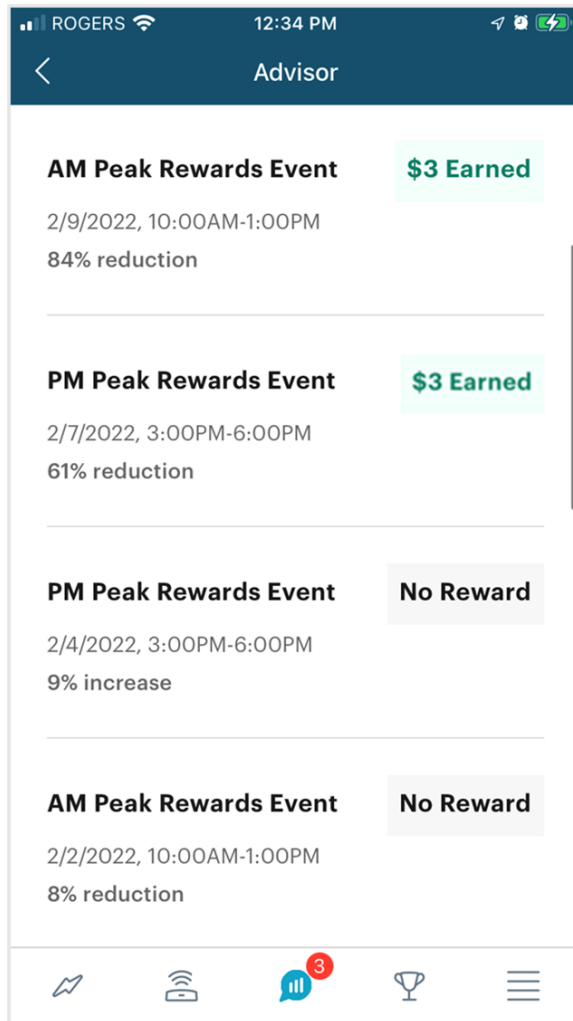 ROGERS 12:34 PM
Advisor
AM Peak Rewards Event $3 Earned
2/9/2022, 10:00AM-1:00PM
84% reduction
PM Peak Rewards Event $3 Earned
2/7/2022, 3:00PM-6:00PM
61% reduction
PM Peak Rewards Event No Reward
2/4/2022, 3:00PM-6:00PM
9% increase
AM Peak Rewards Event No Reward
2/2/2022, 10:00AM-1:00PM
8% reduction
3